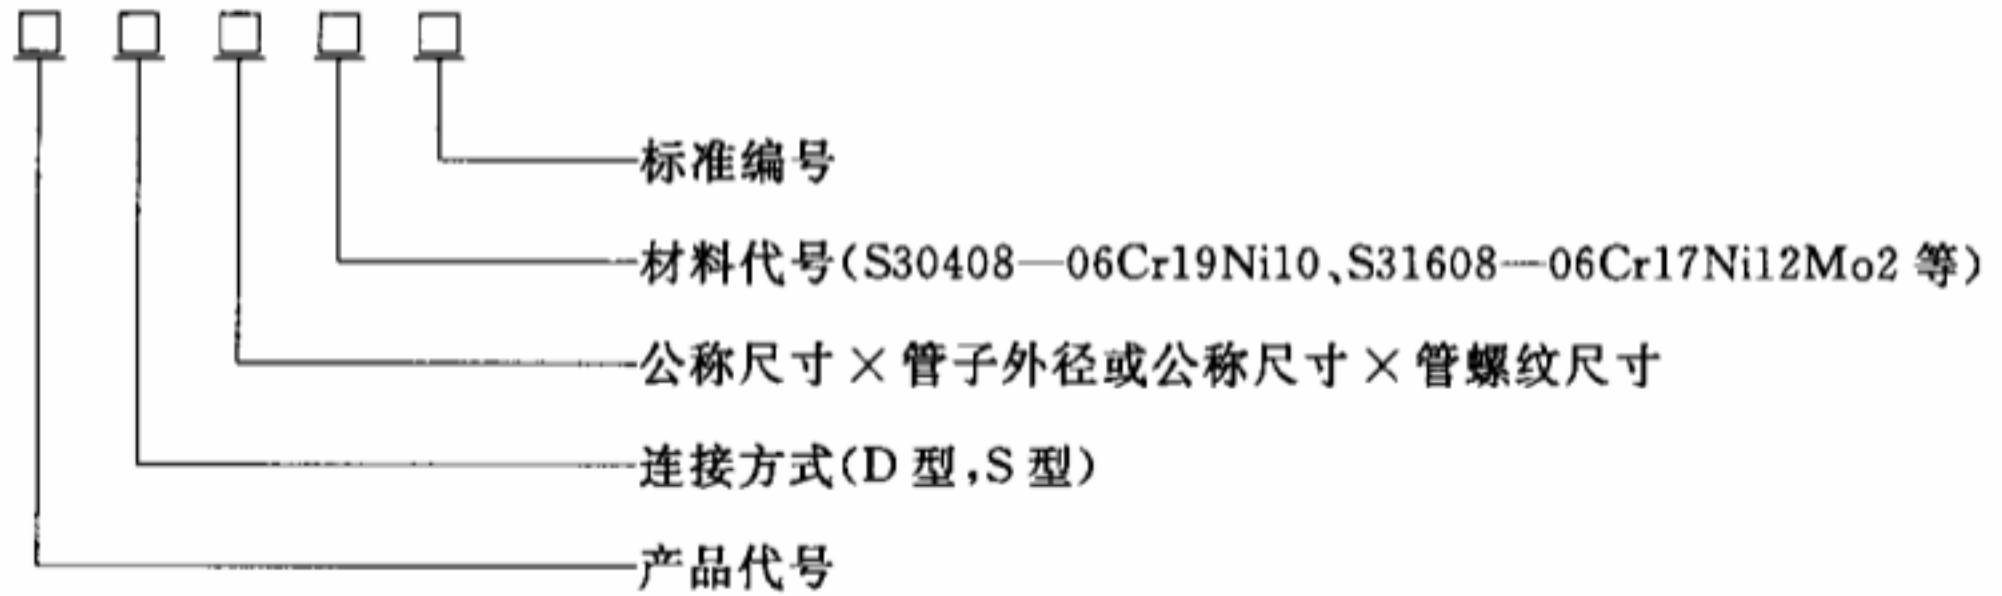 □ □ □ □ □
标准编号
材料代号(S30408—06Cr19Ni10、S31608—06Cr17Ni12Mo2 等)
公称尺寸×管子外径或公称尺寸×管螺纹尺寸
连接方式(D 型,S 型)
产品代号